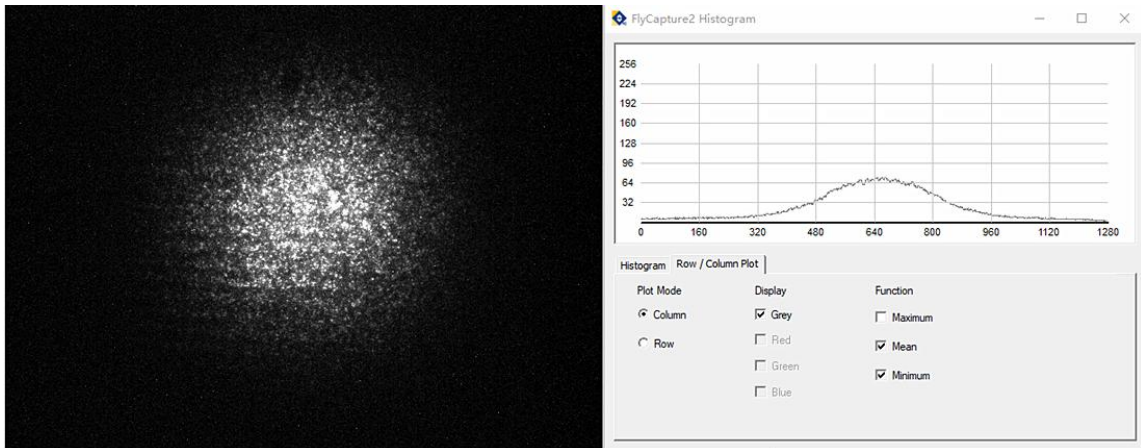 FlyCapture2 Histogram
256
224
192
160
128
96
64
32
0 160 320 480 640 800 960 1120 1280
Histogram Row / Column Plot
Plot Mode Display Function
Column Grey Maximum
Row Red Mean
Green Minimum
Blue